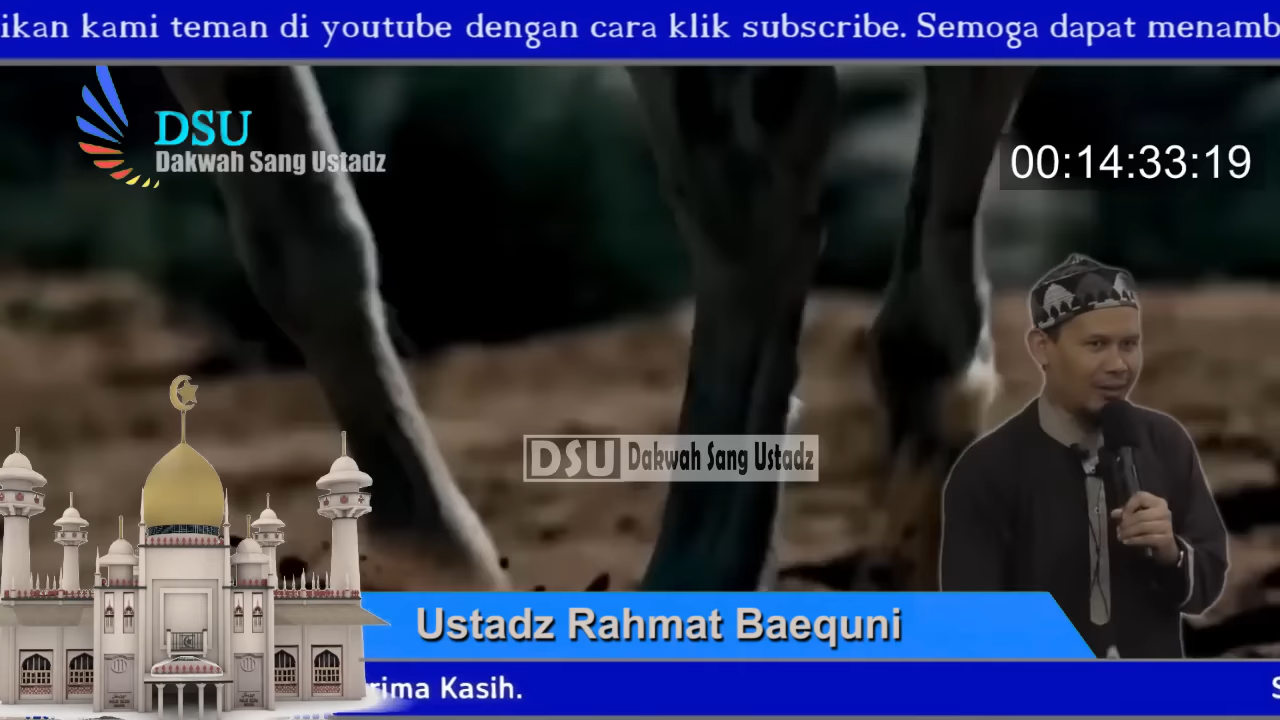 ikan kami teman di youtube dengan cara klik subscribe. Semoga dapat menamb
DSU
Dakwah Sang Ustadz
00:14:33:19
DSU Dakwah Sang Ustadz
Ustadz Rahmat Baequni
rima Kasih.
S